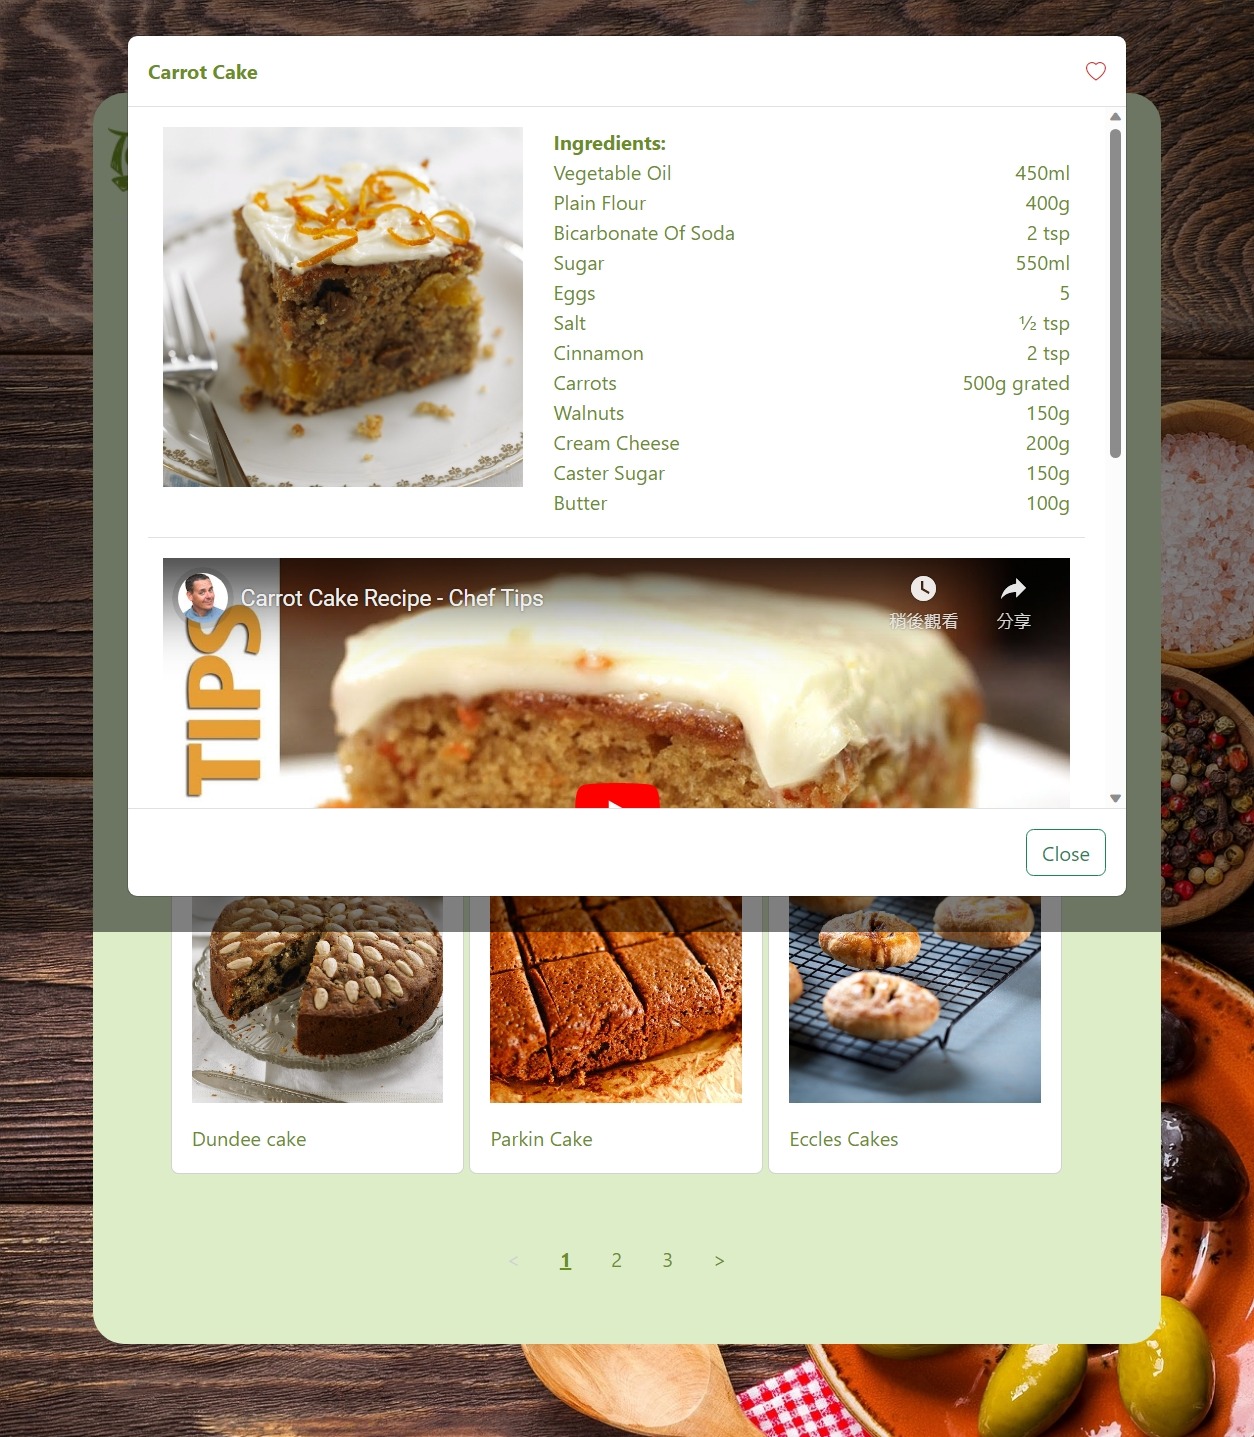 Carrot Cake
Ingredients:
Vegetable Oil 450ml
Plain Flour 400g
Bicarbonate Of Soda 2 tsp
Sugar 550ml
Eggs 5
Salt ½ tsp
Cinnamon 2 tsp
Carrots 500g grated
Walnuts 150g
Cream Cheese 200g
Caster Sugar 150g
Butter 100g
Carrot Cake Recipe - Chef Tips
稍後觀看 分享
TIPS
Close
Dundee cake
Parkin Cake
Eccles Cakes
< 1 2 3 >